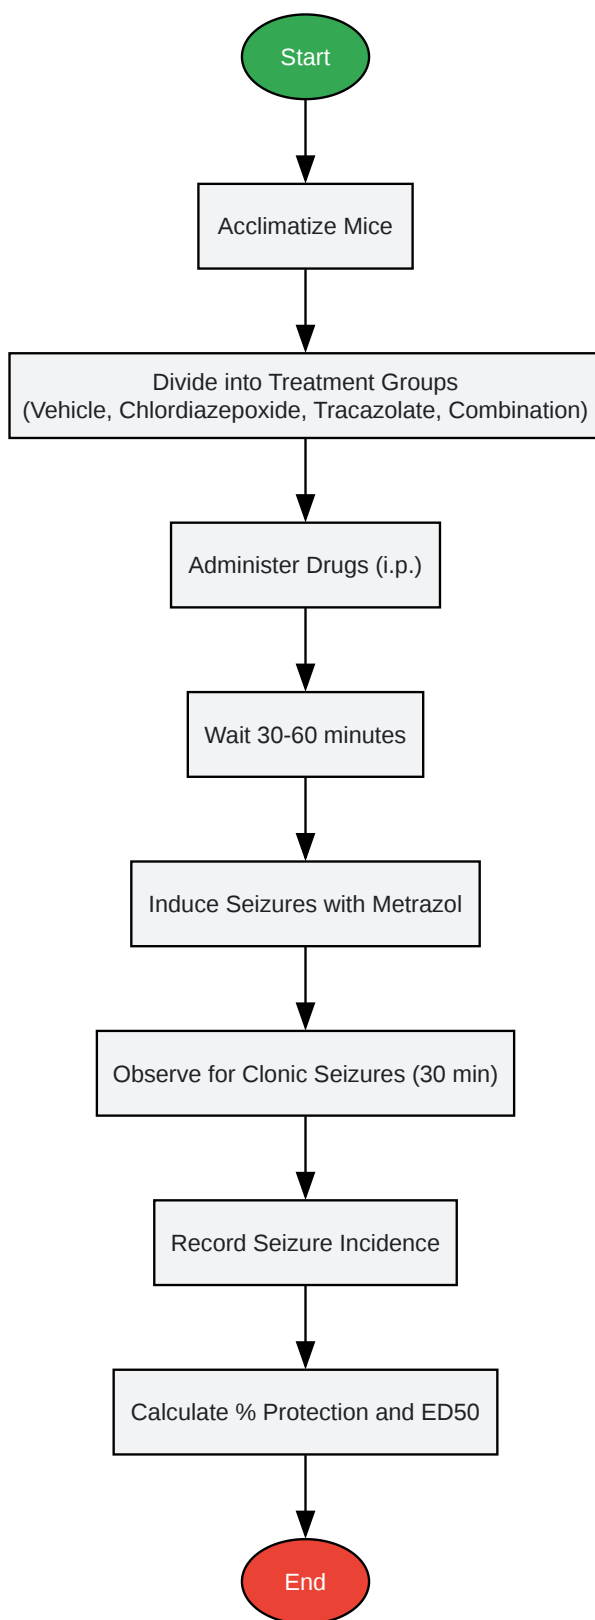 Start
Acclimatize Mice
Divide into Treatment Groups
(Vehicle, Chlordiazepoxide, Tracazolate, Combination)
Administer Drugs (i.p.)
Wait 30-60 minutes
Induce Seizures with Metrazol
Observe for Clonic Seizures (30 min)
Record Seizure Incidence
Calculate % Protection and ED50
End